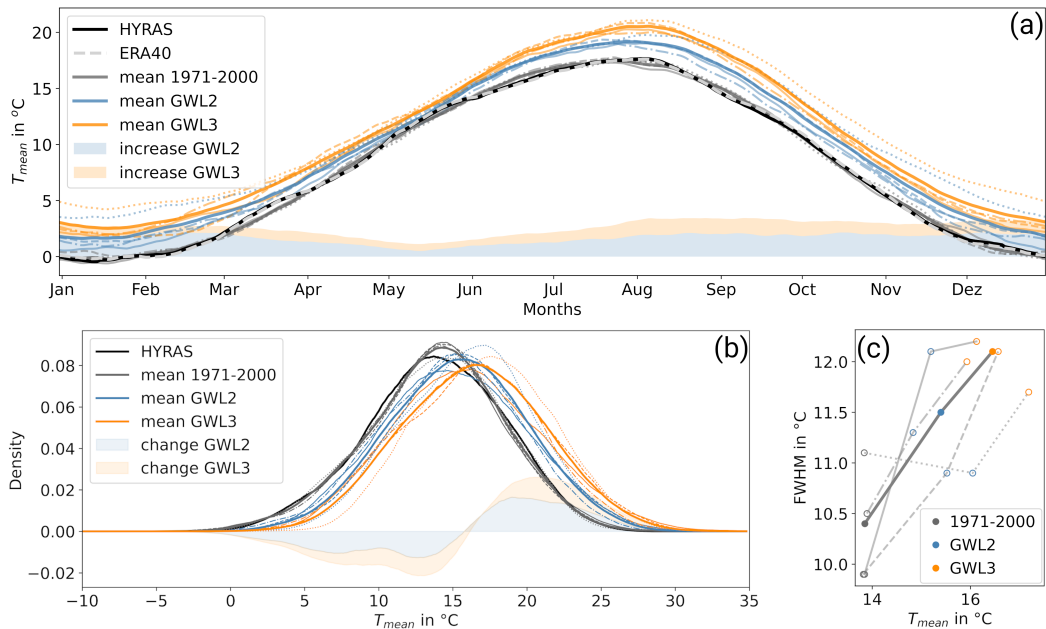 (a)
HYRAS
ERA40
mean 1971-2000
mean GWL2
mean GWL3
increase GWL2
increase GWL3
20
15
10
5
0
T_mean in °C
Jan Feb Mar Apr May Jun Jul Aug Sep Oct Nov Dez
Months
(b)
HYRAS
mean 1971-2000
mean GWL2
mean GWL3
change GWL2
change GWL3
0.08
0.06
0.04
0.02
0.00
−0.02
Density
−10 −5 0 5 10 15 20 25 30 35
T_mean in °C
(c)
12.0
11.5
11.0
10.5
10.0
FWHM in °C
1971-2000
GWL2
GWL3
14 16
T_mean in °C